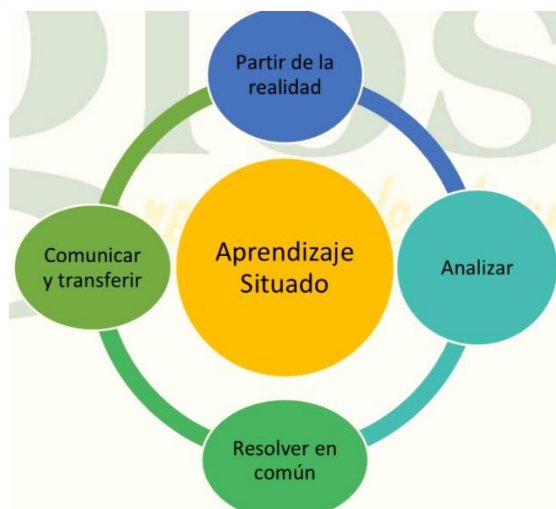 Partir de la
realidad
Aprendizaje
Situado
Comunicar
y transferir
Analizar
Resolver en
común